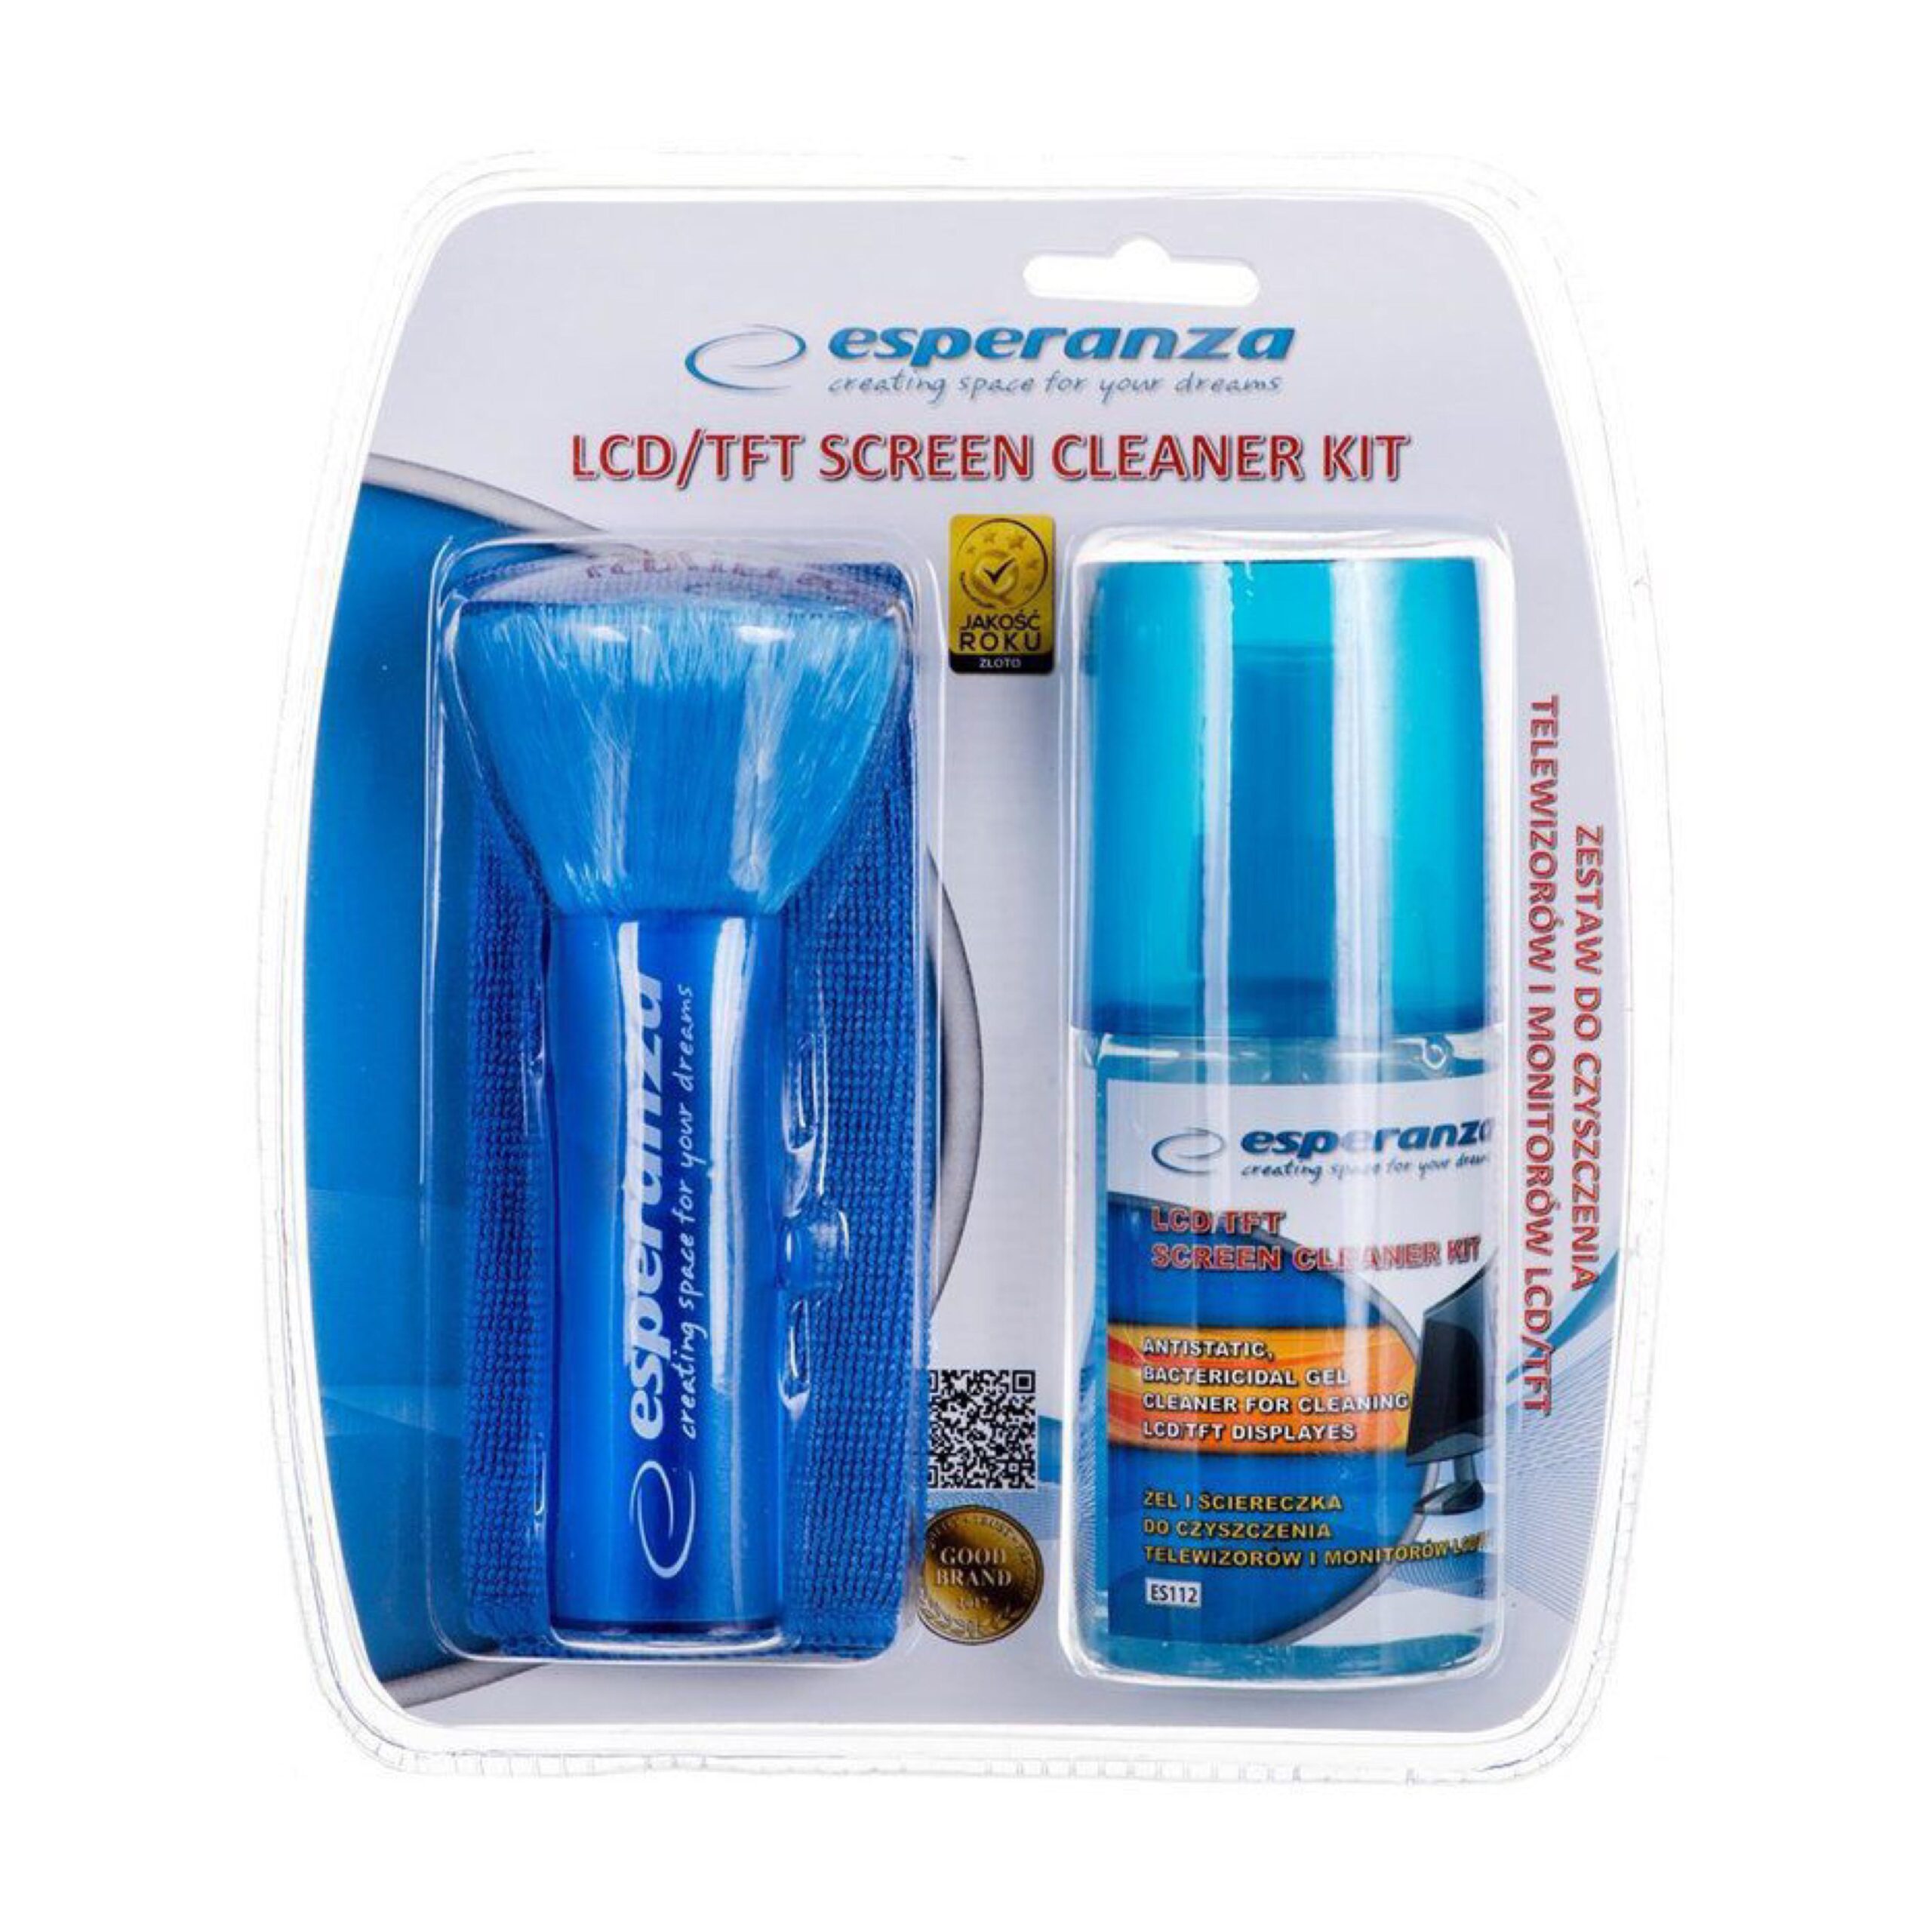 esperanza
creating space for your dreams
LCD/TFT SCREEN CLEANER KIT
JAKOŚĆ
ROKU
ZŁOTO
esperanza
creating space for your dreams
ZESTAW DO CZYSZCZENIA
TELEWIZORÓW I MONITORÓW LCD/TFT
esperanza
creating space for your dreams
LCD/TFT
SCREEN CLEANER KIT
ANTISTATIC,
BACTERICIDAL GEL
CLEANER FOR CLEANING
LCD/TFT DISPLAYES
ŻEL I ŚCIERECZKA
DO CZYSZCZENIA
TELEWIZORÓW I MONITORÓW
ES112
GOOD
BRAND